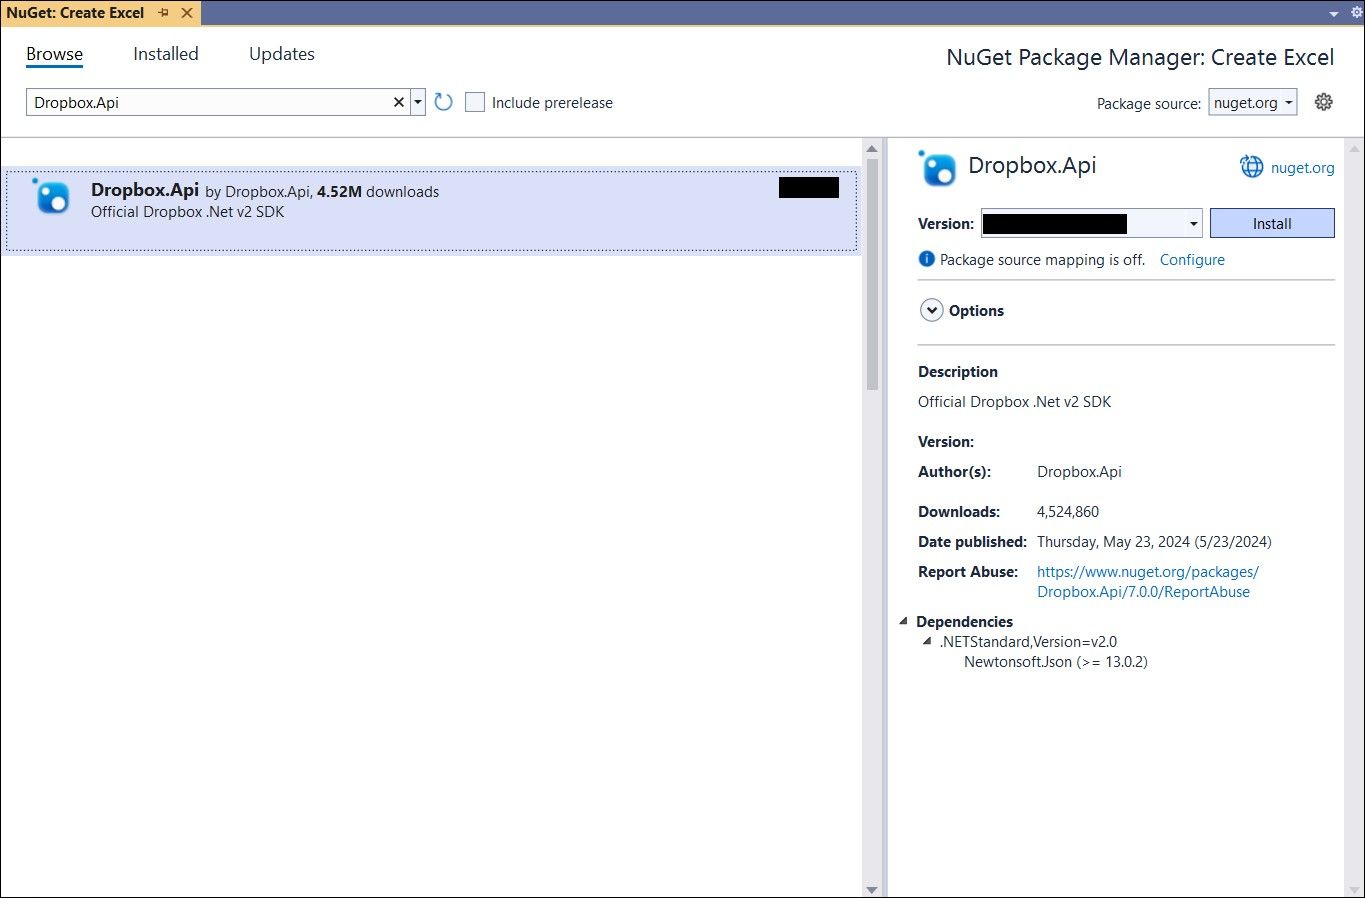 NuGet: Create Excel
Browse Installed Updates
NuGet Package Manager: Create Excel
Dropbox.Api
Include prerelease
Package source: nuget.org
Dropbox.Api by Dropbox.Api, 4.52M downloads
Official Dropbox .Net v2 SDK
Dropbox.Api
nuget.org
Version:
Install
Package source mapping is off. Configure
Options
Description
Official Dropbox .Net v2 SDK
Version:
Author(s): Dropbox.Api
Downloads: 4,524,860
Date published: Thursday, May 23, 2024 (5/23/2024)
Report Abuse: https://www.nuget.org/packages/
Dropbox.Api/7.0.0/ReportAbuse
Dependencies
.NETStandard,Version=v2.0
Newtonsoft.Json (>= 13.0.2)